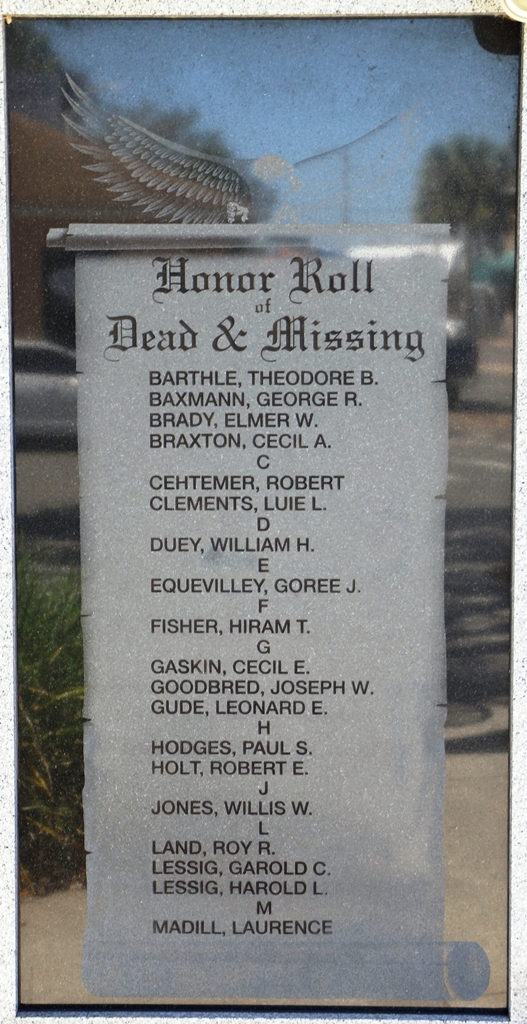 Honor Roll
of
Dead & Missing
BARTHLE, THEODORE B.
BAXMANN, GEORGE R.
BRADY, ELMER W.
BRAXTON, CECIL A.
C
CEHTEMER, ROBERT
CLEMENTS, LUIE L.
D
DUEY, WILLIAM H.
E
EQUEVILLEY, GOREE J.
F
FISHER, HIRAM T.
G
GASKIN, CECIL E.
GOODBRED, JOSEPH W.
GUDE, LEONARD E.
H
HODGES, PAUL S.
HOLT, ROBERT E.
J
JONES, WILLIS W.
L
LAND, ROY R.
LESSIG, GAROLD C.
LESSIG, HAROLD L.
M
MADILL, LAURENCE